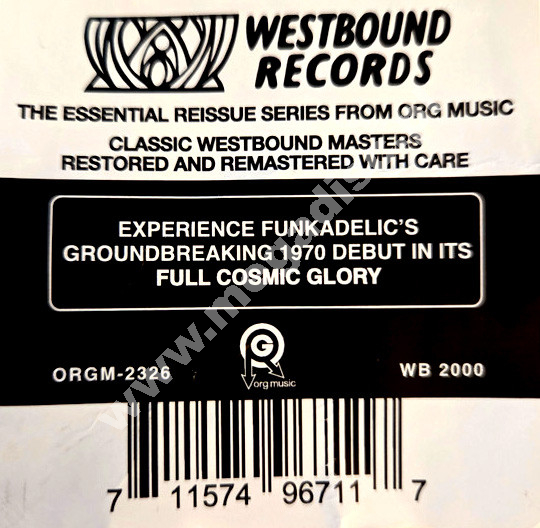 WESTBOUND
RECORDS
THE ESSENTIAL REISSUE SERIES FROM ORG MUSIC
CLASSIC WESTBOUND MASTERS
RESTORED AND REMASTERED WITH CARE
EXPERIENCE FUNKADELIC'S
GROUNDBREAKING 1970 DEBUT IN ITS
FULL COSMIC GLORY
ORGM-2326
org music
WB 2000
7 11574 96711 7